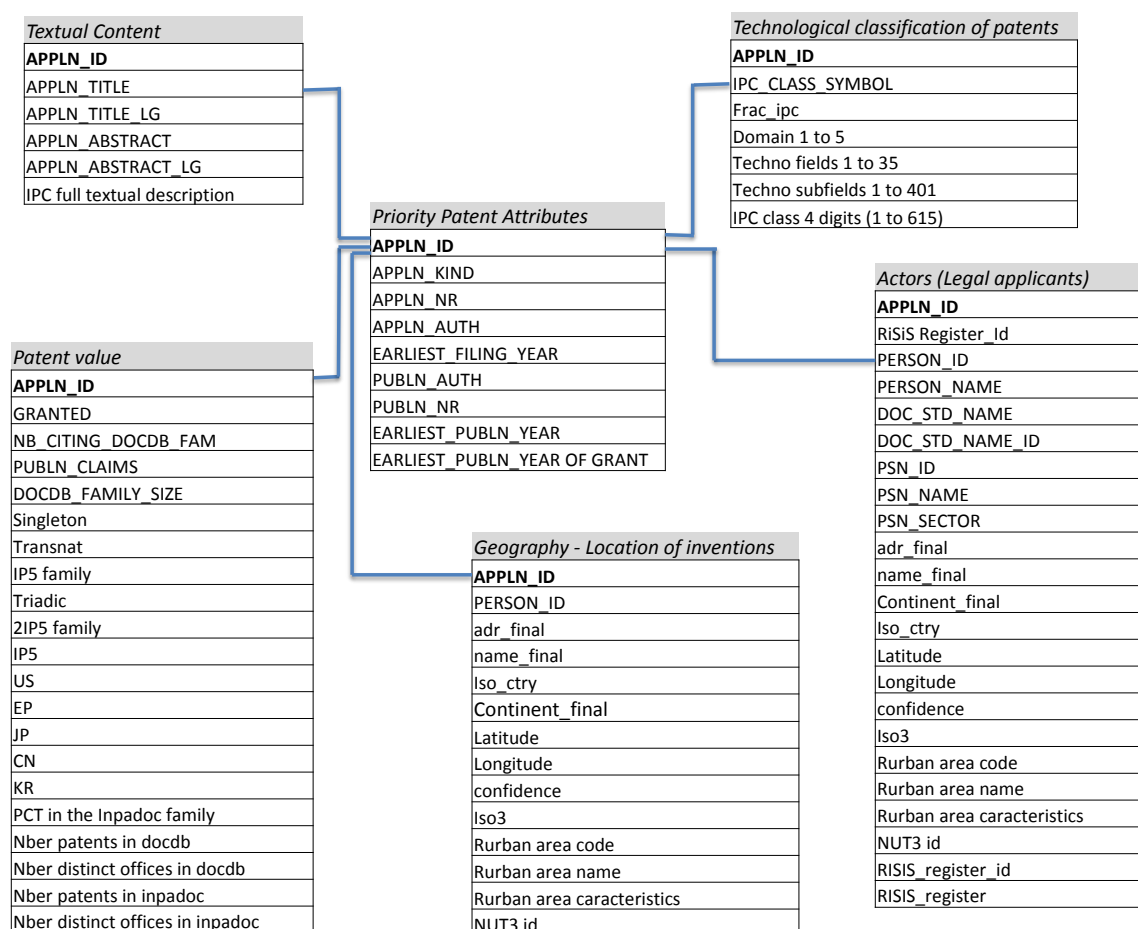 Textual Content
APPLN_ID
APPLN_TITLE
APPLN_TITLE_LG
APPLN_ABSTRACT
APPLN_ABSTRACT_LG
IPC full textual description
Technological classification of patents
APPLN_ID
IPC_CLASS_SYMBOL
Frac_ipc
Domain 1 to 5
Techno fields 1 to 35
Techno subfields 1 to 401
IPC class 4 digits (1 to 615)
Priority Patent Attributes
APPLN_ID
APPLN_KIND
APPLN_NR
APPLN_AUTH
EARLIEST_FILING_YEAR
PUBLN_AUTH
PUBLN_NR
EARLIEST_PUBLN_YEAR
EARLIEST_PUBLN_YEAR OF GRANT
Actors (Legal applicants)
APPLN_ID
RiSiS Register_Id
PERSON_ID
PERSON_NAME
DOC_STD_NAME
DOC_STD_NAME_ID
PSN_ID
PSN_NAME
PSN_SECTOR
adr_final
name_final
Continent_final
Iso_ctry
Latitude
Longitude
confidence
Iso3
Rurban area code
Rurban area name
Rurban area caracteristics
NUT3 id
RISIS_register_id
RISIS_register
Patent value
APPLN_ID
GRANTED
NB_CITING_DOCDB_FAM
PUBLN_CLAIMS
DOCDB_FAMILY_SIZE
Singleton
Transnat
IP5 family
Triadic
2IP5 family
IP5
US
EP
JP
CN
KR
PCT in the Inpadoc family
Nber patents in docdb
Nber distinct offices in docdb
Nber patents in inpadoc
Nber distinct offices in inpadoc
Geography - Location of inventions
APPLN_ID
PERSON_ID
adr_final
name_final
Iso_ctry
Continent_final
Latitude
Longitude
confidence
Iso3
Rurban area code
Rurban area name
Rurban area caracteristics
NUT3 id